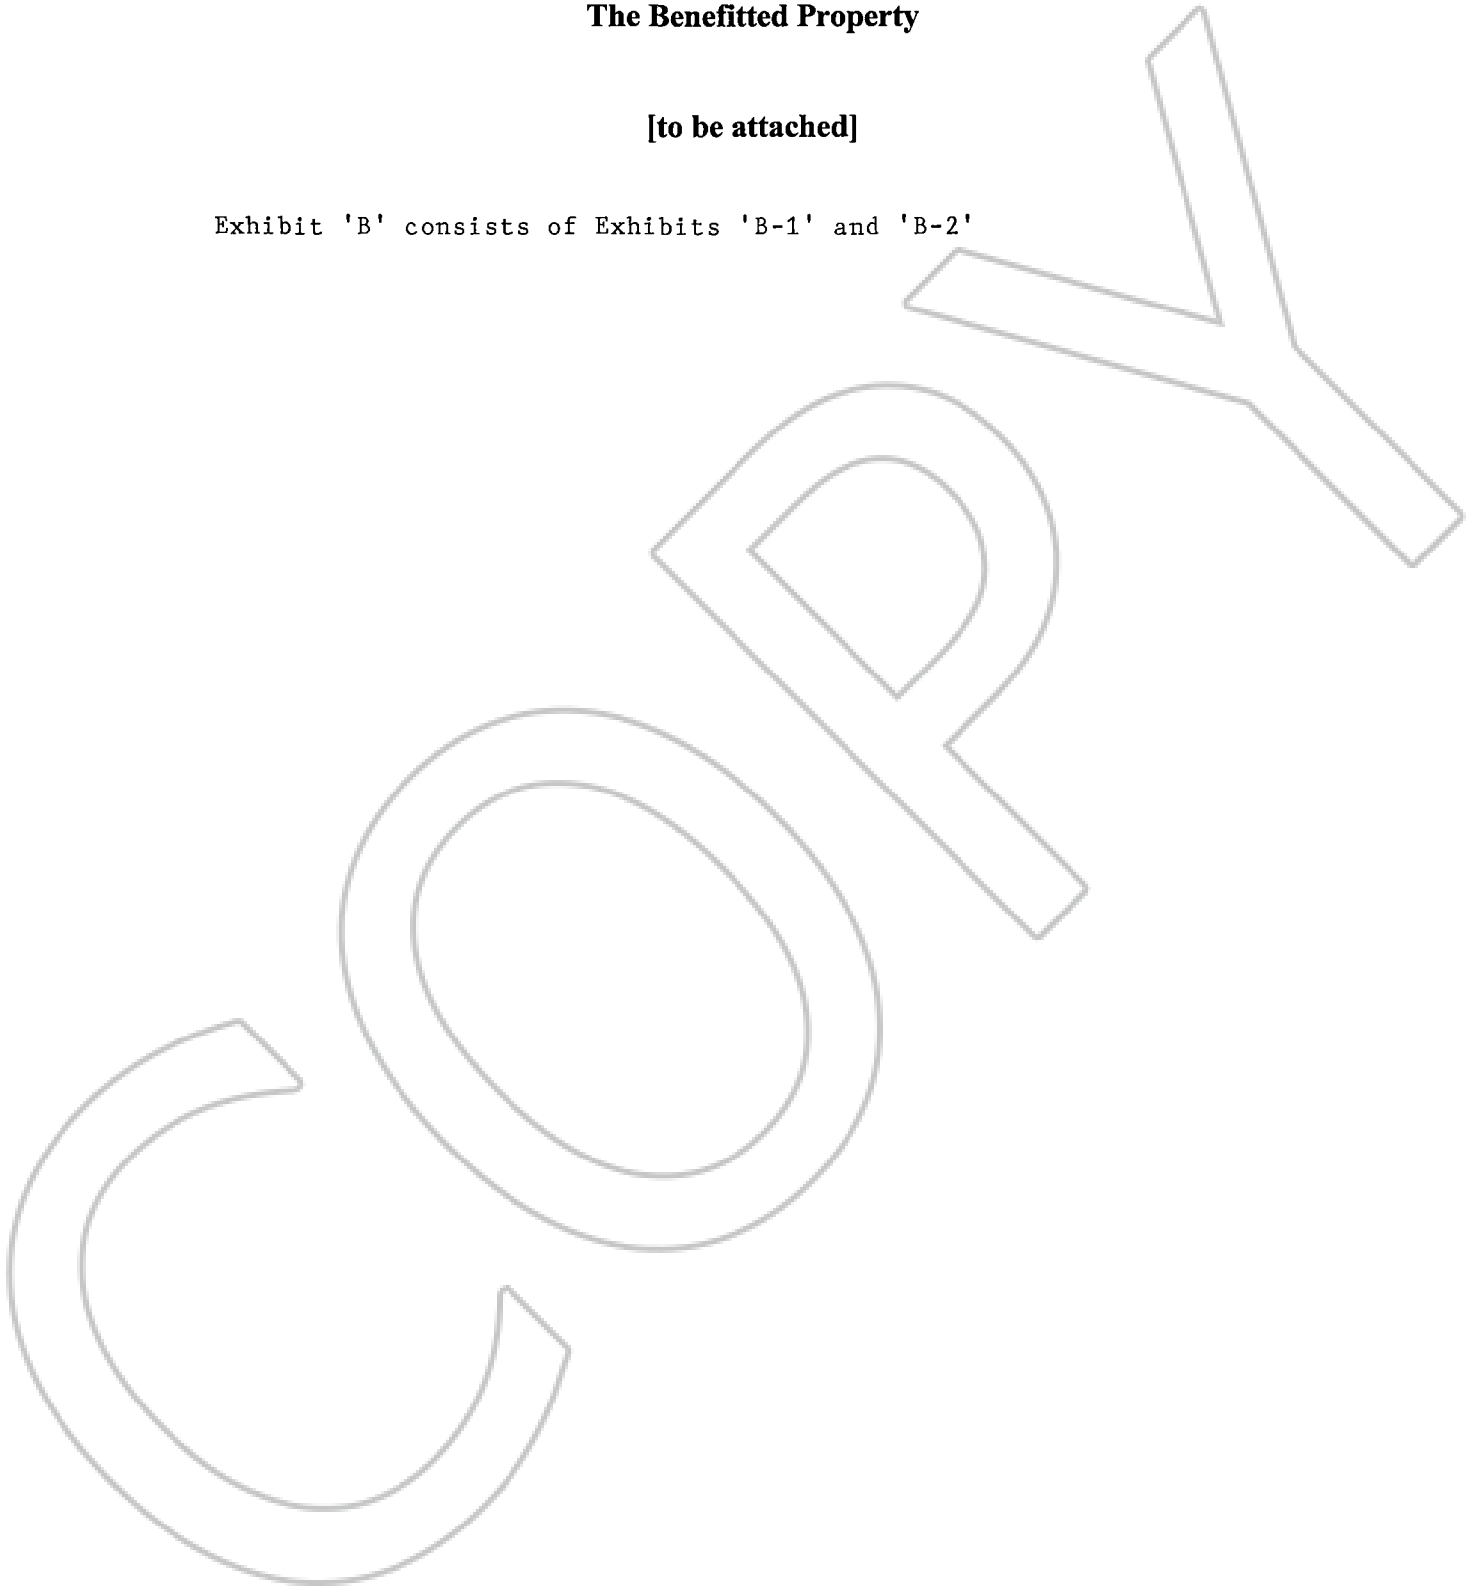 The Benefitted Property
[to be attached]
Exhibit 'B' consists of Exhibits 'B-1' and 'B-2'
COPY